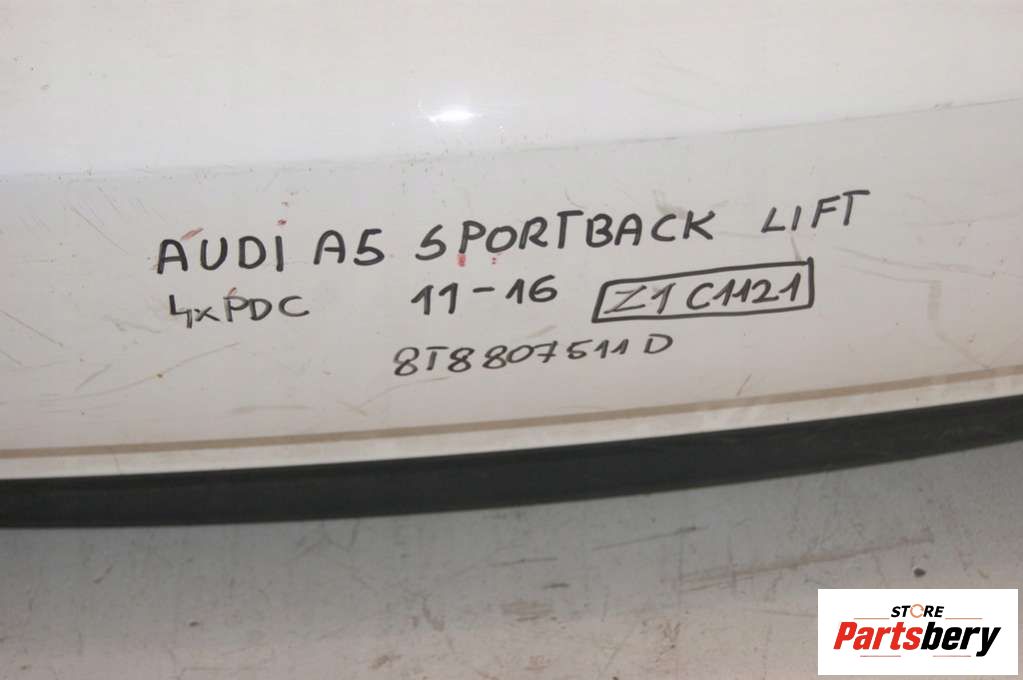 AUDI A5 SPORTBACK LIFT
4xPDC 11-16 Z1C1121
8T8807511D
STORE
Partsbery